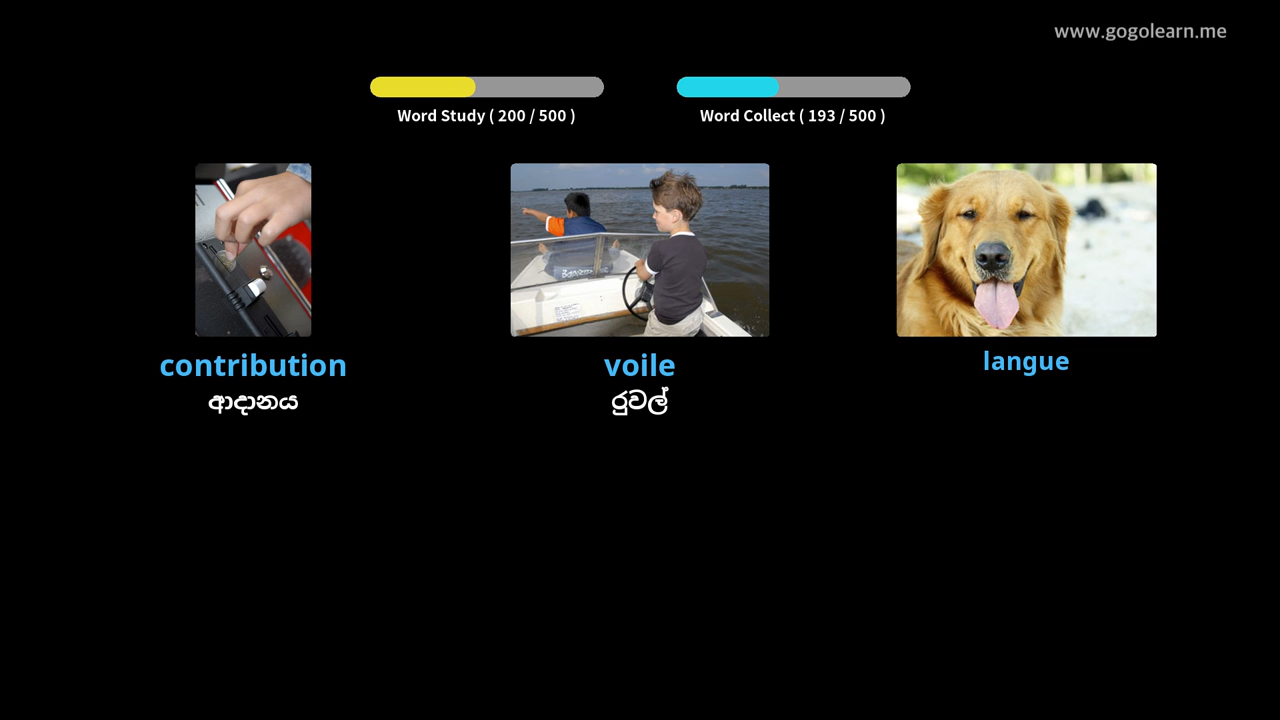 www.gogolearn.me
Word Study ( 200 / 500 )
Word Collect ( 193 / 500 )
contribution
ආදානය
voile
රුවල්
langue